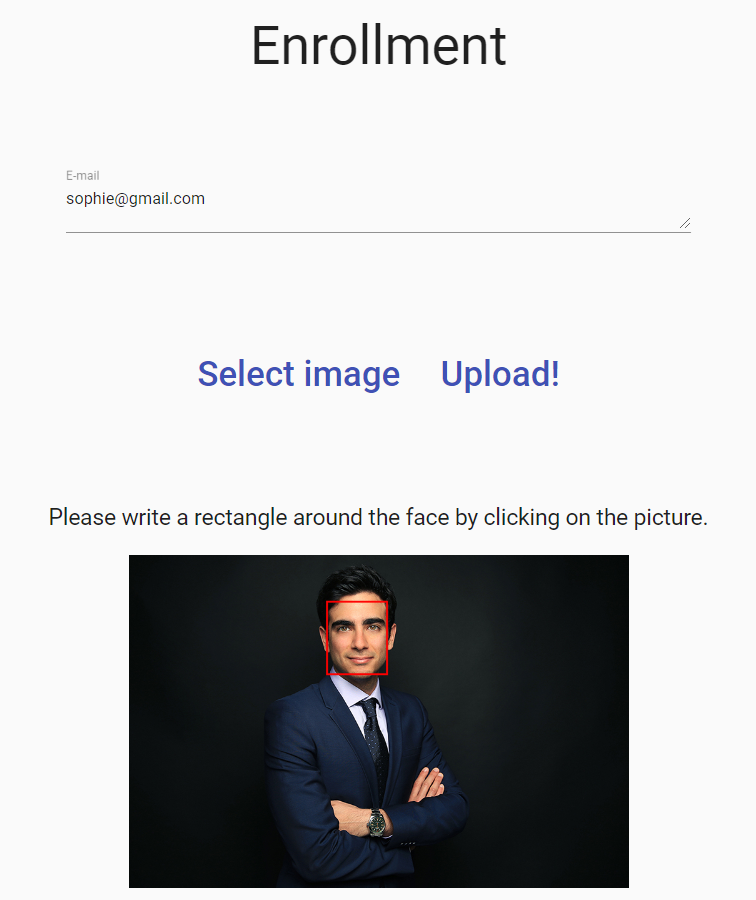 Enrollment
E-mail
sophie@gmail.com
Select image Upload!
Please write a rectangle around the face by clicking on the picture.